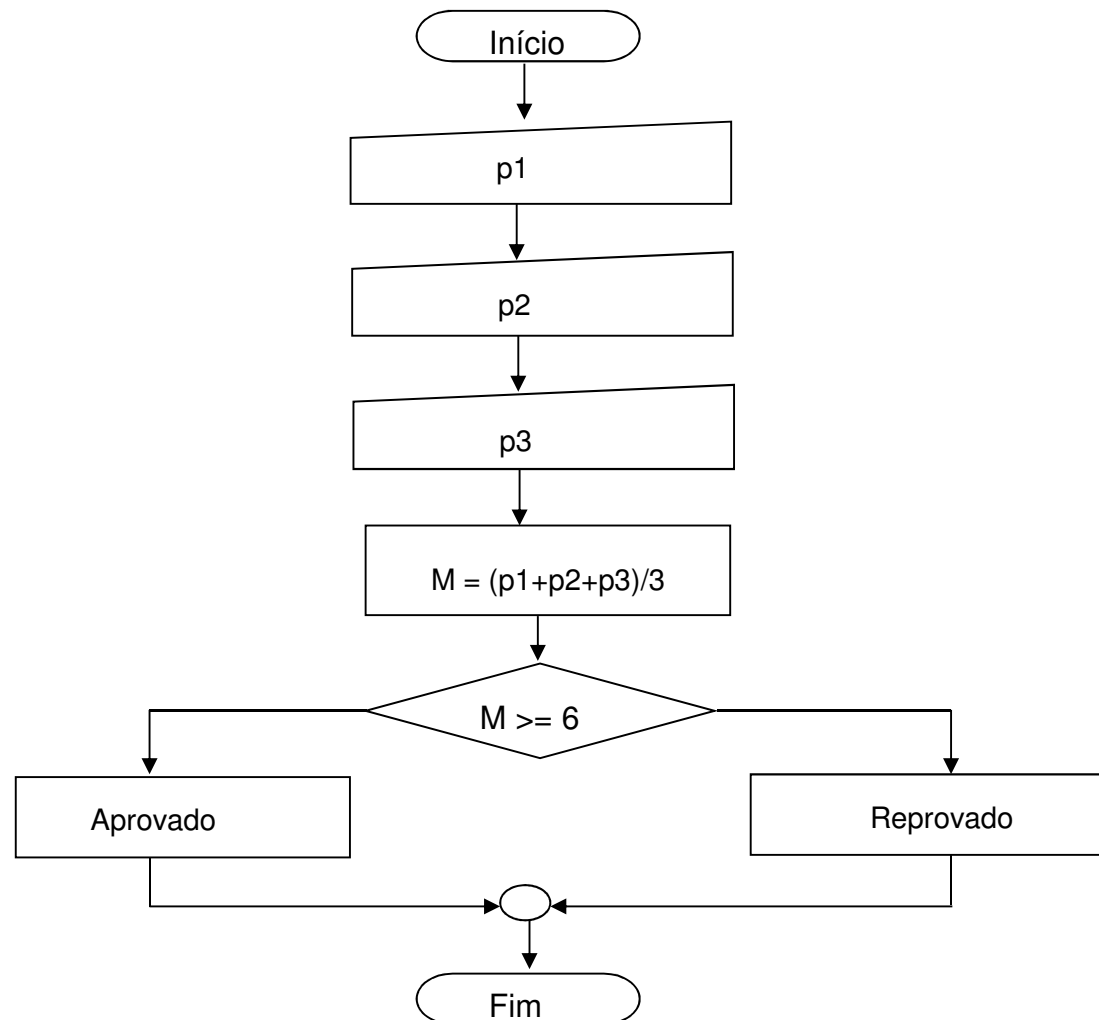 Início
p1
p2
p3
M = (p1+p2+p3)/3
M >= 6
Aprovado
Reprovado
Fim